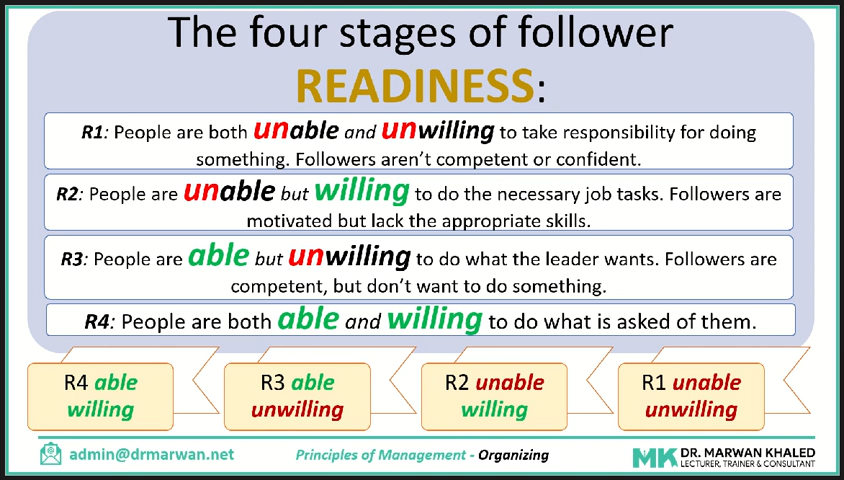 The four stages of follower
READINESS:
R1: People are both unable and unwilling to take responsibility for doing
something. Followers aren't competent or confident.
R2: People are unable but willing to do the necessary job tasks. Followers are
motivated but lack the appropriate skills.
R3: People are able but unwilling to do what the leader wants. Followers are
competent, but don't want to do something.
R4: People are both able and willing to do what is asked of them.
R4 able
willing
R3 able
unwilling
R2 unable
willing
R1 unable
unwilling
admin@drmarwan.net
Principles of Management - Organizing
MK DR. MARWAN KHALED
LECTURER, TRAINER & CONSULTANT